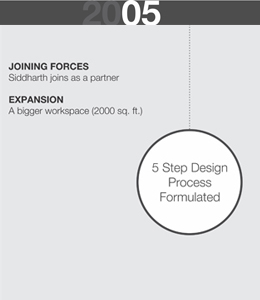 2005
JOINING FORCES
Siddharth joins as a partner
EXPANSION
A bigger workspace (2000 sq. ft.)
5 Step Design
Process
Formulated